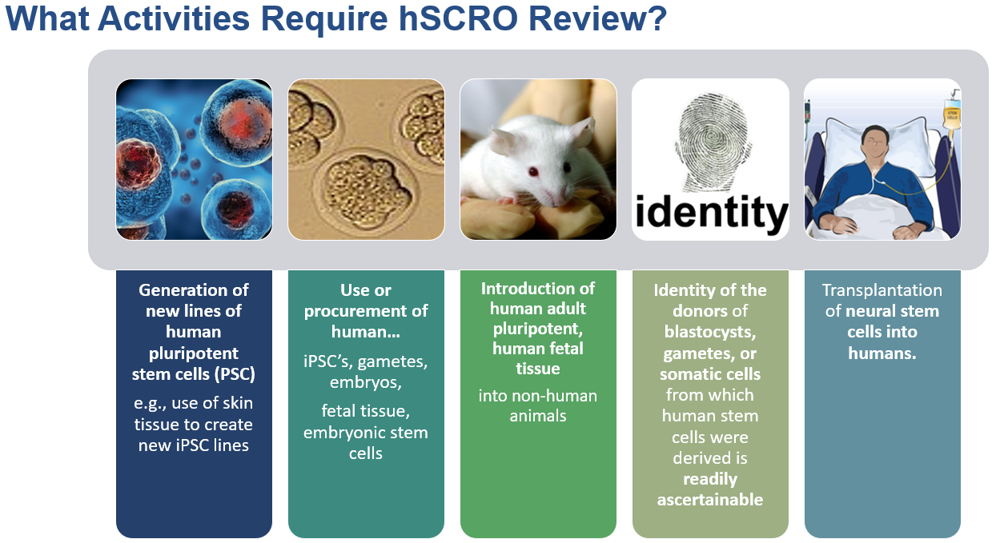 What Activities Require hSCRO Review?
identity
STEM
CELLS
Generation of
new lines of
human
pluripotent
stem cells (PSC)
e.g., use of skin
tissue to create
new iPSC lines
Use or
procurement of
human…
iPSC’s, gametes,
embryos,
fetal tissue,
embryonic stem
cells
Introduction of
human adult
pluripotent,
human fetal
tissue
into non-human
animals
Identity of the
donors of
blastocysts,
gametes, or
somatic cells
from which
human stem
cells were
derived is
readily
ascertainable
Transplantation
of neural stem
cells into
humans.